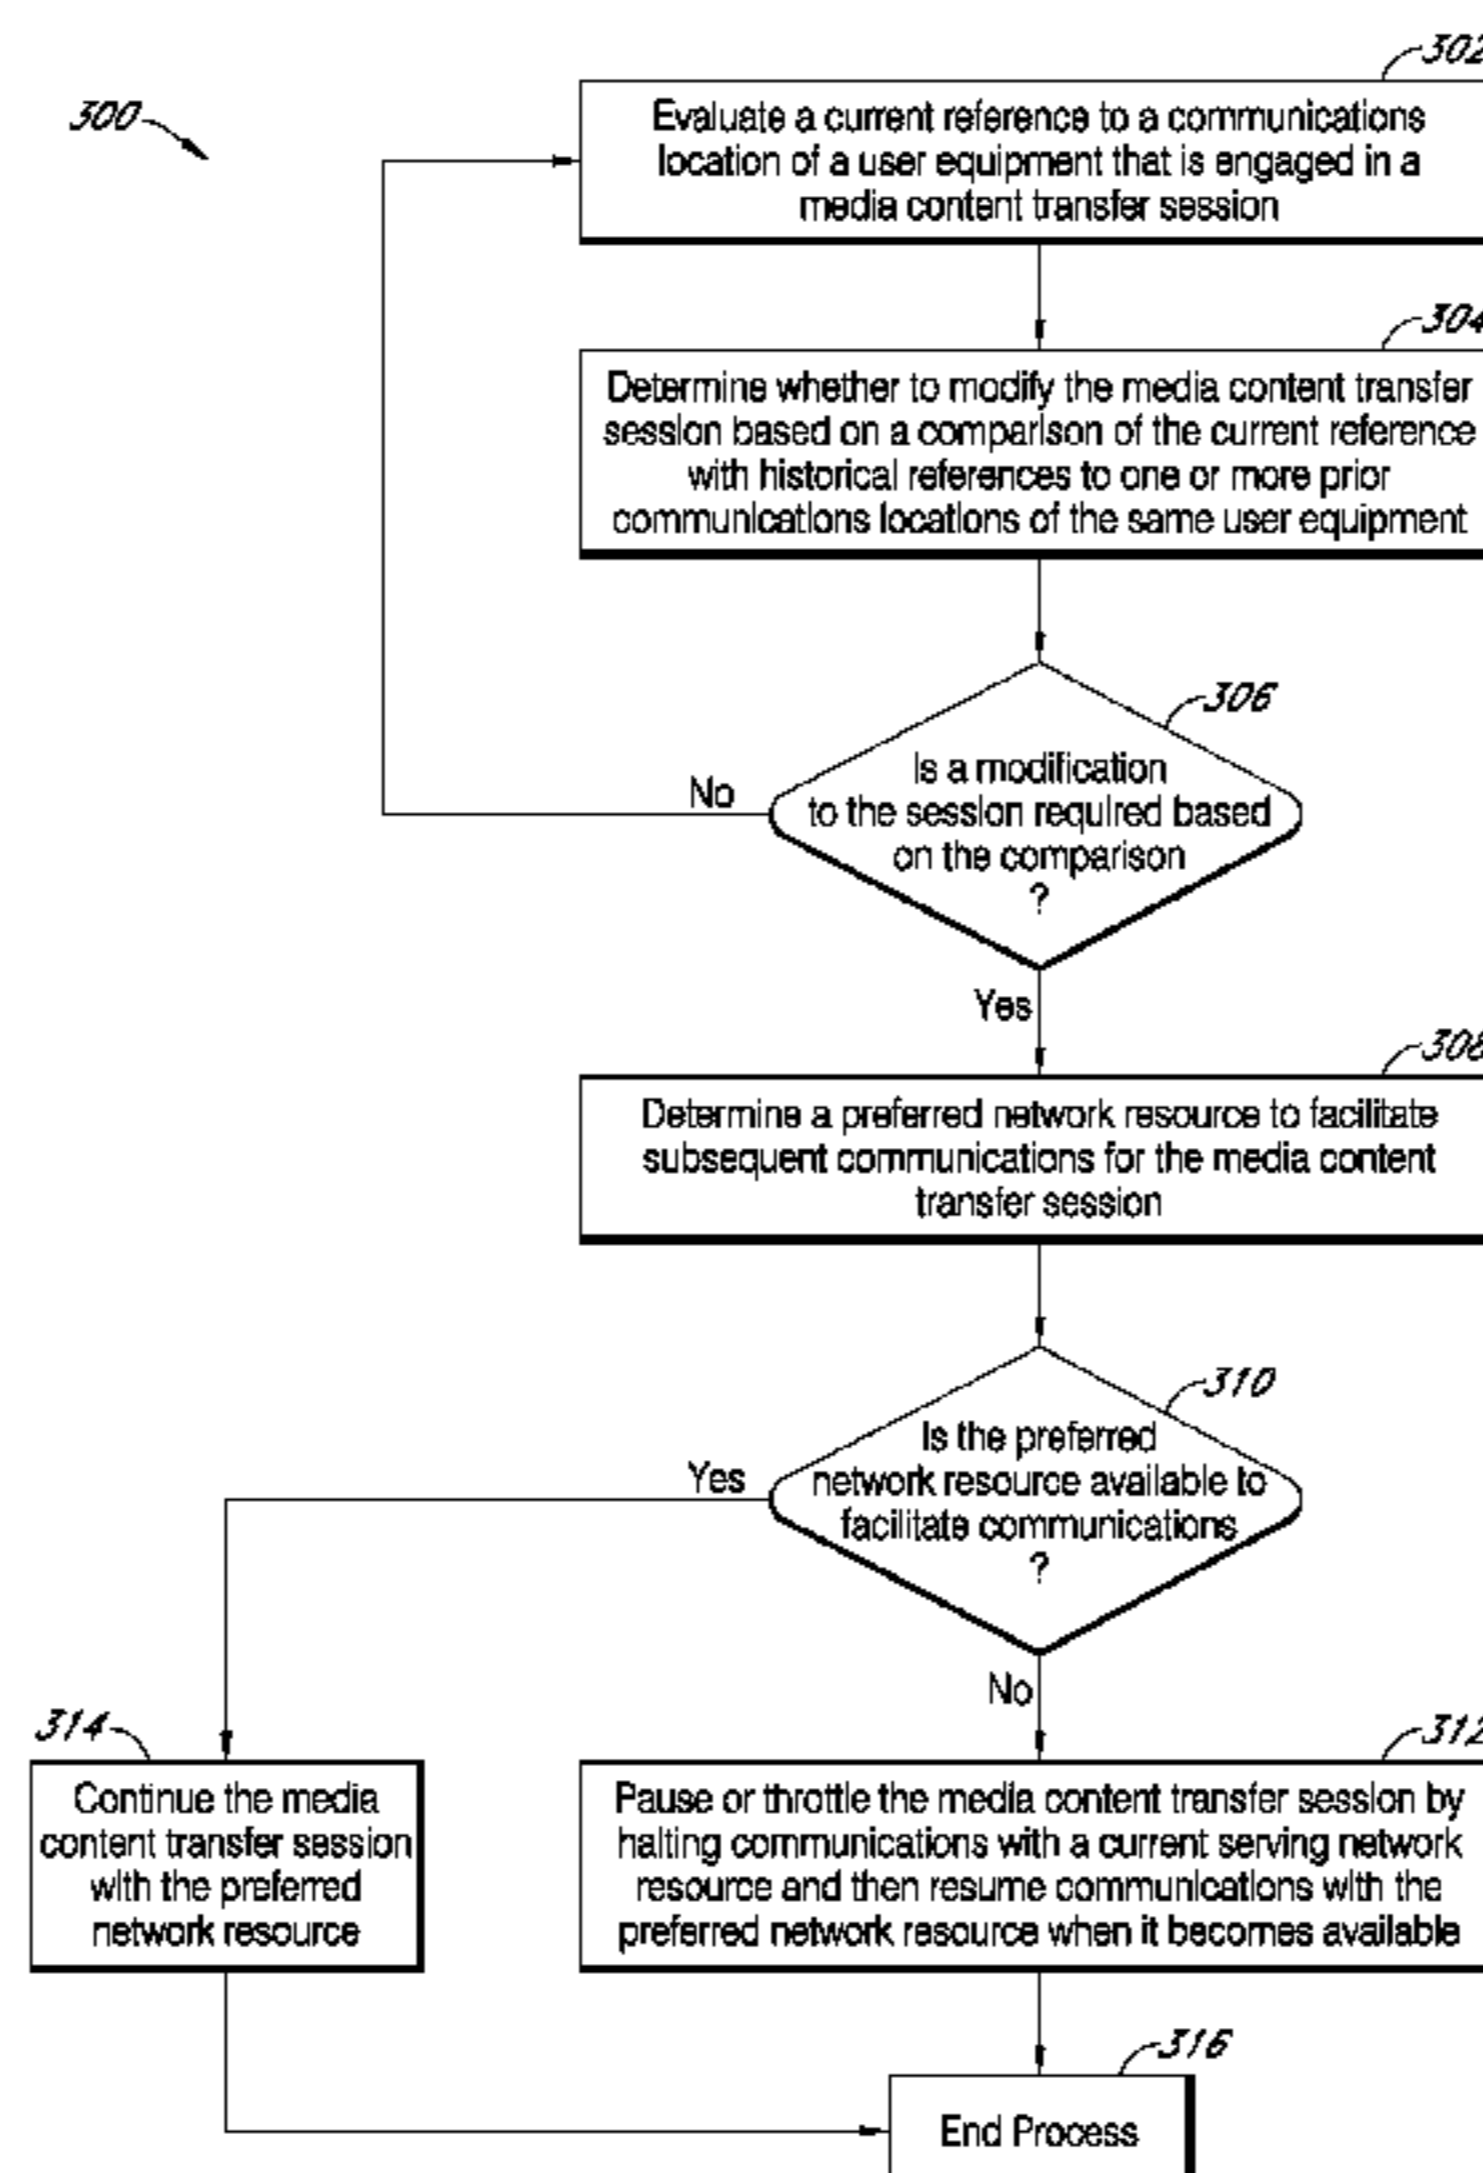 300
302
Evaluate a current reference to a communications
location of a user equipment that is engaged in a
media content transfer session
304
Determine whether to modify the media content transfer
session based on a comparison of the current reference
with historical references to one or more prior
communications locations of the same user equipment
306
Is a modification
to the session required based
on the comparison
?
No
Yes
308
Determine a preferred network resource to facilitate
subsequent communications for the media content
transfer session
310
Is the preferred
network resource available to
facilitate communications
?
Yes
No
314
Continue the media
content transfer session
with the preferred
network resource
312
Pause or throttle the media content transfer session by
halting communications with a current serving network
resource and then resume communications with the
preferred network resource when it becomes available
316
End Process